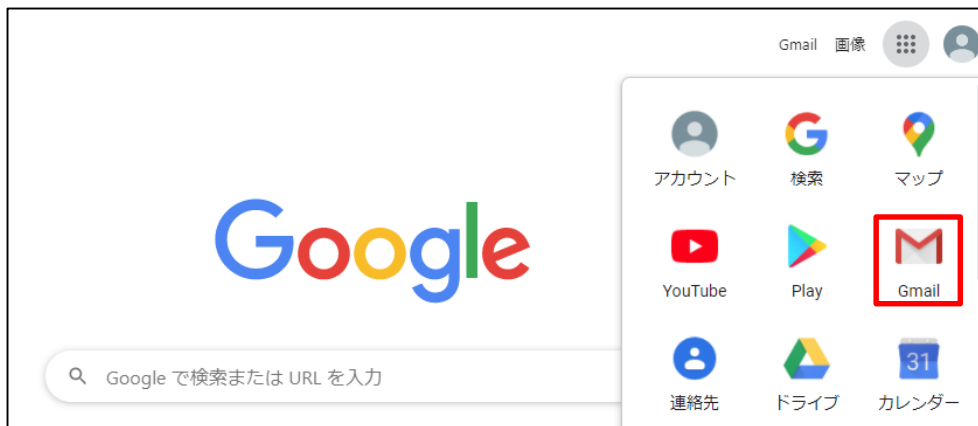 Gmail 画像
アカウント 検索 マップ
Google
YouTube Play Gmail
Google で検索または URL を入力
31
連絡先 ドライブ カレンダー